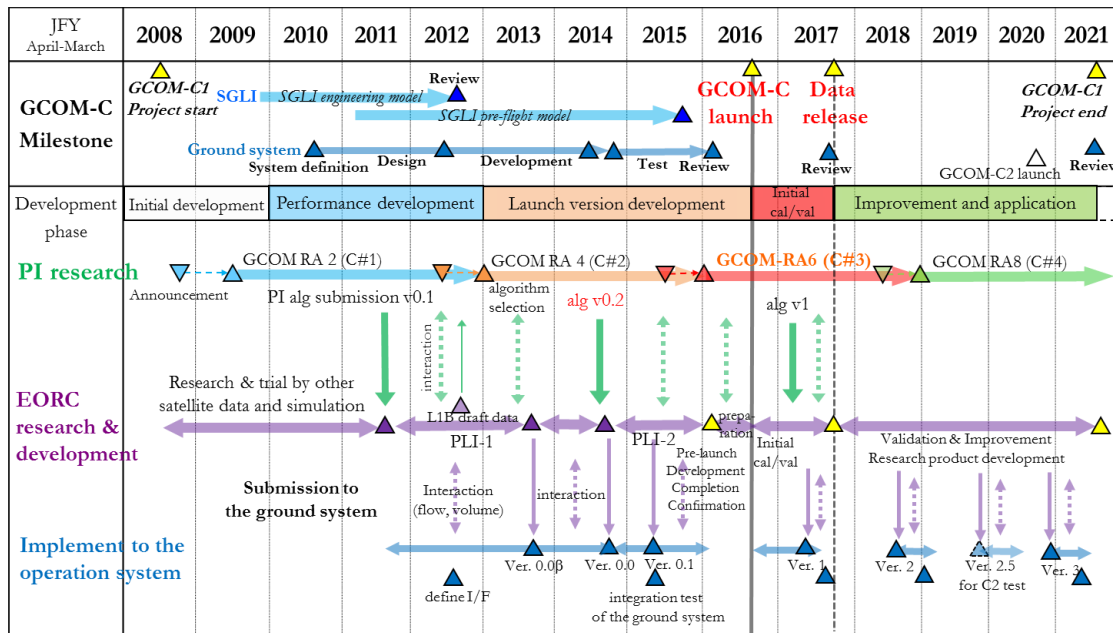 JFY
April-March
2008 2009 2010 2011 2012 2013 2014 2015 2016 2017 2018 2019 2020 2021
GCOM-C
Milestone
GCOM-C1
Project start
SGLI
SGLI engineering model
Review
SGLI pre-flight model
GCOM-C
launch
Data
release
GCOM-C1
Project end
Ground system
System definition
Design
Development
Test
Review
Review
GCOM-C2 launch
Review
Development
phase
Initial development
Performance development
Launch version development
Initial
cal/val
Improvement and application
PI research
Announcement
GCOM RA 2 (C#1)
GCOM RA 4 (C#2)
GCOM-RA6 (C#3)
GCOM RA8 (C#4)
PI alg submission v0.1
algorithm
selection
alg v0.2
alg v1
interaction
EORC
research &
development
Research & trial by other
satellite data and simulation
L1B draft data
PLI-1
PLI-2
prepa-
ration
Pre-launch
Development
Completion
Confirmation
Initial
cal/val
Validation & Improvement
Research product development
Submission to
the ground system
Interaction
(flow, volume)
interaction
Implement to the
operation system
define I/F
Ver. 0.0β
Ver. 0.0
Ver. 0.1
integration test
of the ground system
Ver. 1
Ver. 2
Ver. 2.5
for C2 test
Ver. 3